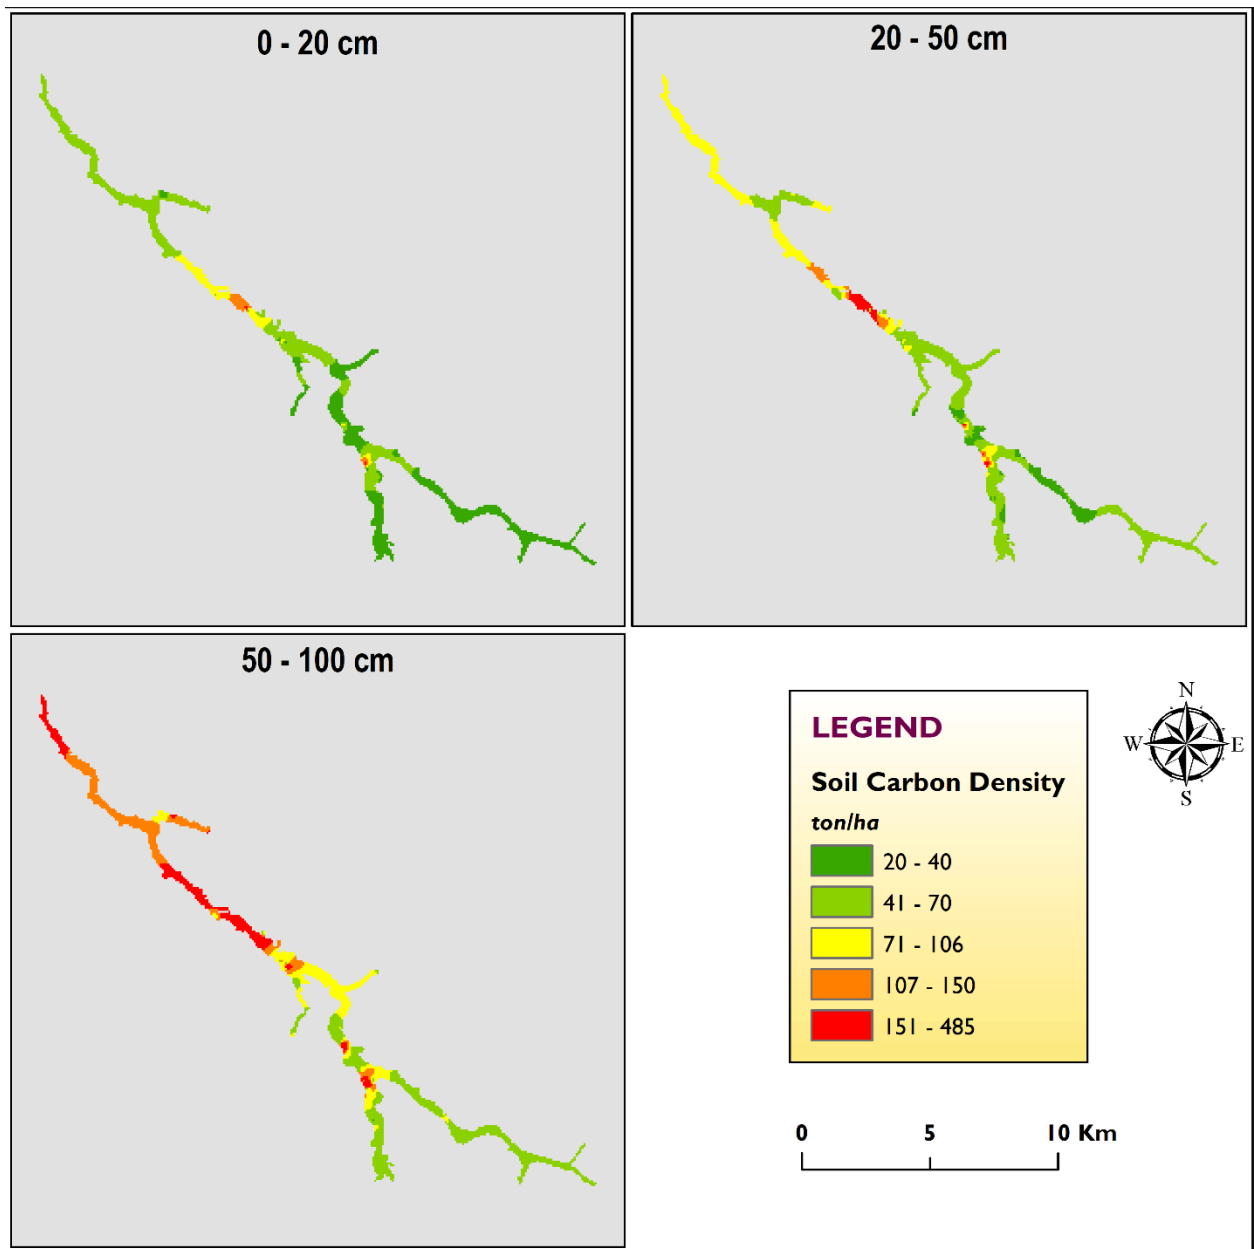 0 - 20 cm
20 - 50 cm
50 - 100 cm
LEGEND
Soil Carbon Density
ton/ha
20 - 40
41 - 70
71 - 106
107 - 150
151 - 485
N
W E
S
0 5 10 Km